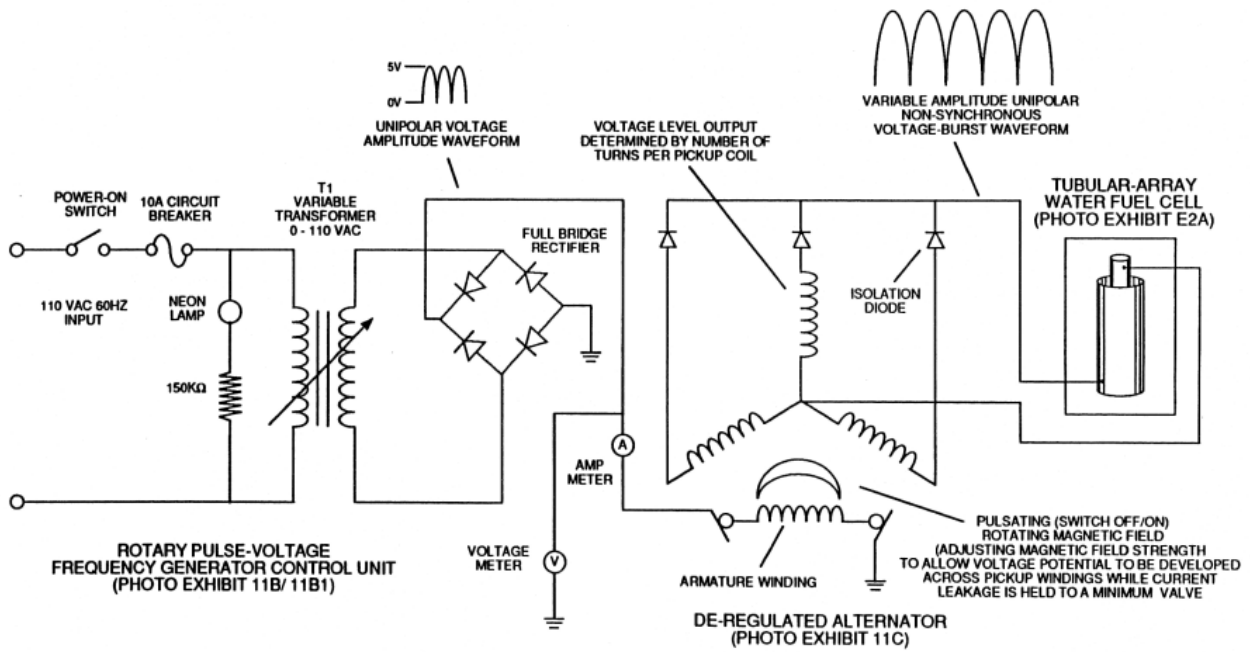 5V
0V
UNIPOLAR VOLTAGE
AMPLITUDE WAVEFORM
VOLTAGE LEVEL OUTPUT
DETERMINED BY NUMBER OF
TURNS PER PICKUP COIL
VARIABLE AMPLITUDE UNIPOLAR
NON-SYNCHRONOUS
VOLTAGE-BURST WAVEFORM
POWER-ON
SWITCH
10A CIRCUIT
BREAKER
T1
VARIABLE
TRANSFORMER
0 - 110 VAC
FULL BRIDGE
RECTIFIER
TUBULAR-ARRAY
WATER FUEL CELL
(PHOTO EXHIBIT E2A)
ISOLATION
DIODE
110 VAC 60HZ
INPUT
NEON
LAMP
150KΩ
A
AMP
METER
VOLTAGE
METER
V
ARMATURE WINDING
PULSATING (SWITCH OFF/ON)
ROTATING MAGNETIC FIELD
(ADJUSTING MAGNETIC FIELD STRENGTH
TO ALLOW VOLTAGE POTENTIAL TO BE DEVELOPED
ACROSS PICKUP WINDINGS WHILE CURRENT
LEAKAGE IS HELD TO A MINIMUM VALVE
ROTARY PULSE-VOLTAGE
FREQUENCY GENERATOR CONTROL UNIT
(PHOTO EXHIBIT 11B/ 11B1)
DE-REGULATED ALTERNATOR
(PHOTO EXHIBIT 11C)